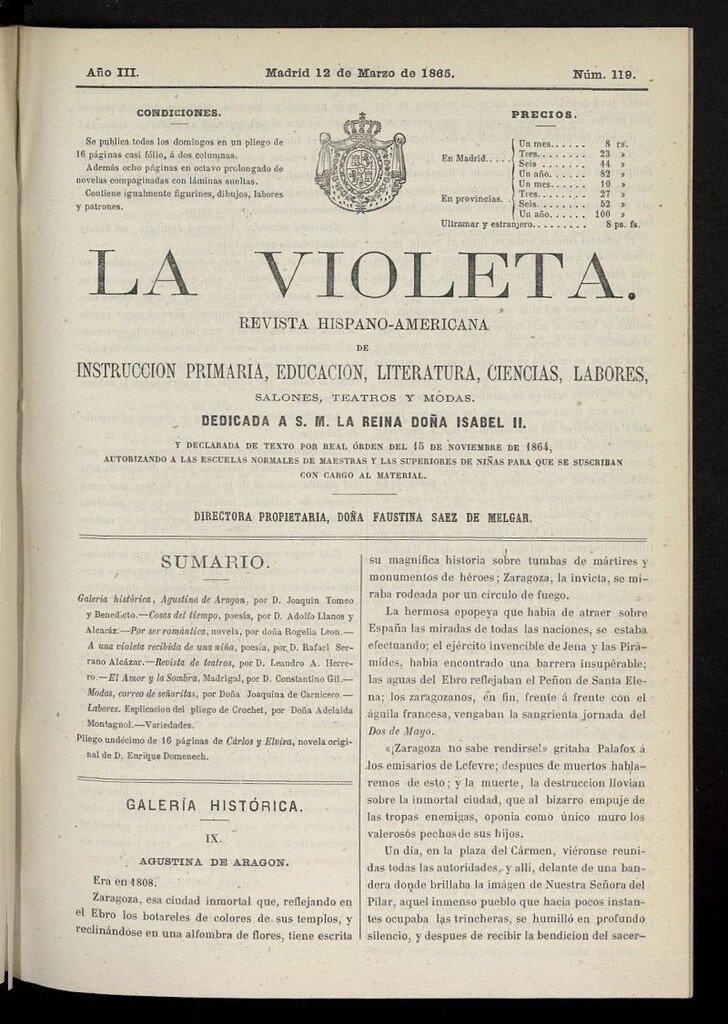 Año III.
Madrid 12 de Marzo de 1865.
Núm. 119.
CONDICIONES.
Se publica todos los domingos en un pliego de
16 páginas casi fólio, á dos columnas.
Además ocho páginas en octavo prolongado de
novelas compaginadas con láminas sueltas.
Contiene igualmente figurines, dibujos, labores
y patrones.
PRECIOS.
En Madrid....
Un mes...... 8 rs.
Tres........ 23 »
Seis........ 44 »
Un año...... 82 »
En provincias.
Un mes...... 10 »
Tres........ 27 »
Seis........ 52 »
Un año...... 100 »
Ultramar y estranjero......... 8 ps. fs.
LA VIOLETA.
REVISTA HISPANO-AMERICANA
DE
INSTRUCCION PRIMARIA, EDUCACION, LITERATURA, CIENCIAS, LABORES,
SALONES, TEATROS Y MODAS.
DEDICADA A S. M. LA REINA DOÑA ISABEL II.
Y DECLARADA DE TEXTO POR REAL ÓRDEN DEL 15 DE NOVIEMBRE DE 1864,
AUTORIZANDO A LAS ESCUELAS NORMALES DE MAESTRAS Y LAS SUPERIORES DE NIÑAS PARA QUE SE SUSCRIBAN
CON CARGO AL MATERIAL.
DIRECTORA PROPIETARIA, DOÑA FAUSTINA SAEZ DE MELGAR.
SUMARIO.
Galería histórica, Agustina de Aragon, por D. Joaquin Tomeo
y Benedicto.—Cosas del tiempo, poesía, por D. Adolfo Llanos y
Alcaráz.—Por ser romántica, novela, por doña Rogelia Leon.—
A una violeta recibida de una niña, poesía, por D. Rafael Ser-
rano Alcázar.—Revista de teatros, por D. Leandro A. Herre-
ro.—El Amor y la Sombra, Madrigal, por D. Constantino Gil.—
Modas, correo de señoritas, por Doña Joaquina de Carnicero.—
Labores. Esplicacion del pliego de Crochet, por Doña Adelaida
Montagnol.—Variedades.
Pliego undécimo de 16 páginas de Cárlos y Elvira, novela origi-
nal de D. Enrique Domenech.
GALERÍA HISTÓRICA.
IX.
AGUSTINA DE ARAGON.
Era en 1808.
Zaragoza, esa ciudad inmortal que, reflejando en
el Ebro los botareles de colores de sus templos, y
reclinándose en una alfombra de flores, tiene escrita
su magnífica historia sobre tumbas de mártires y
monumentos de héroes; Zaragoza, la invicta, se mi-
raba rodeada por un círculo de fuego.
La hermosa epopeya que habia de atraer sobre
España las miradas de todas las naciones, se estaba
efectuando; el ejército invencible de Jena y las Pirá-
mides, habia encontrado una barrera insupérable;
las aguas del Ebro reflejaban el Peñon de Santa Ele-
na; los zaragozanos, en fin, frente á frente con el
águila francesa, vengaban la sangrienta jornada del
Dos de Mayo.
«¡Zaragoza no sabe rendirse!» gritaba Palafox á
los emisarios de Lefevre; despues de muertos habla-
remos de esto; y la muerte, la destruccion llovian
sobre la inmortal ciudad, que al bizarro empuje de
las tropas enemigas, oponia como único muro los
valerosos pechos de sus hijos.
Un dia, en la plaza del Cármen, viéronse reuni-
das todas las autoridades, y allí, delante de una ban-
dera donde brillaba la imágen de Nuestra Señora del
Pilar, aquel inmenso pueblo que hacia pocos instan-
tes ocupaba las trincheras, se humilló en profundo
silencio, y despues de recibir la bendicion del sacer-